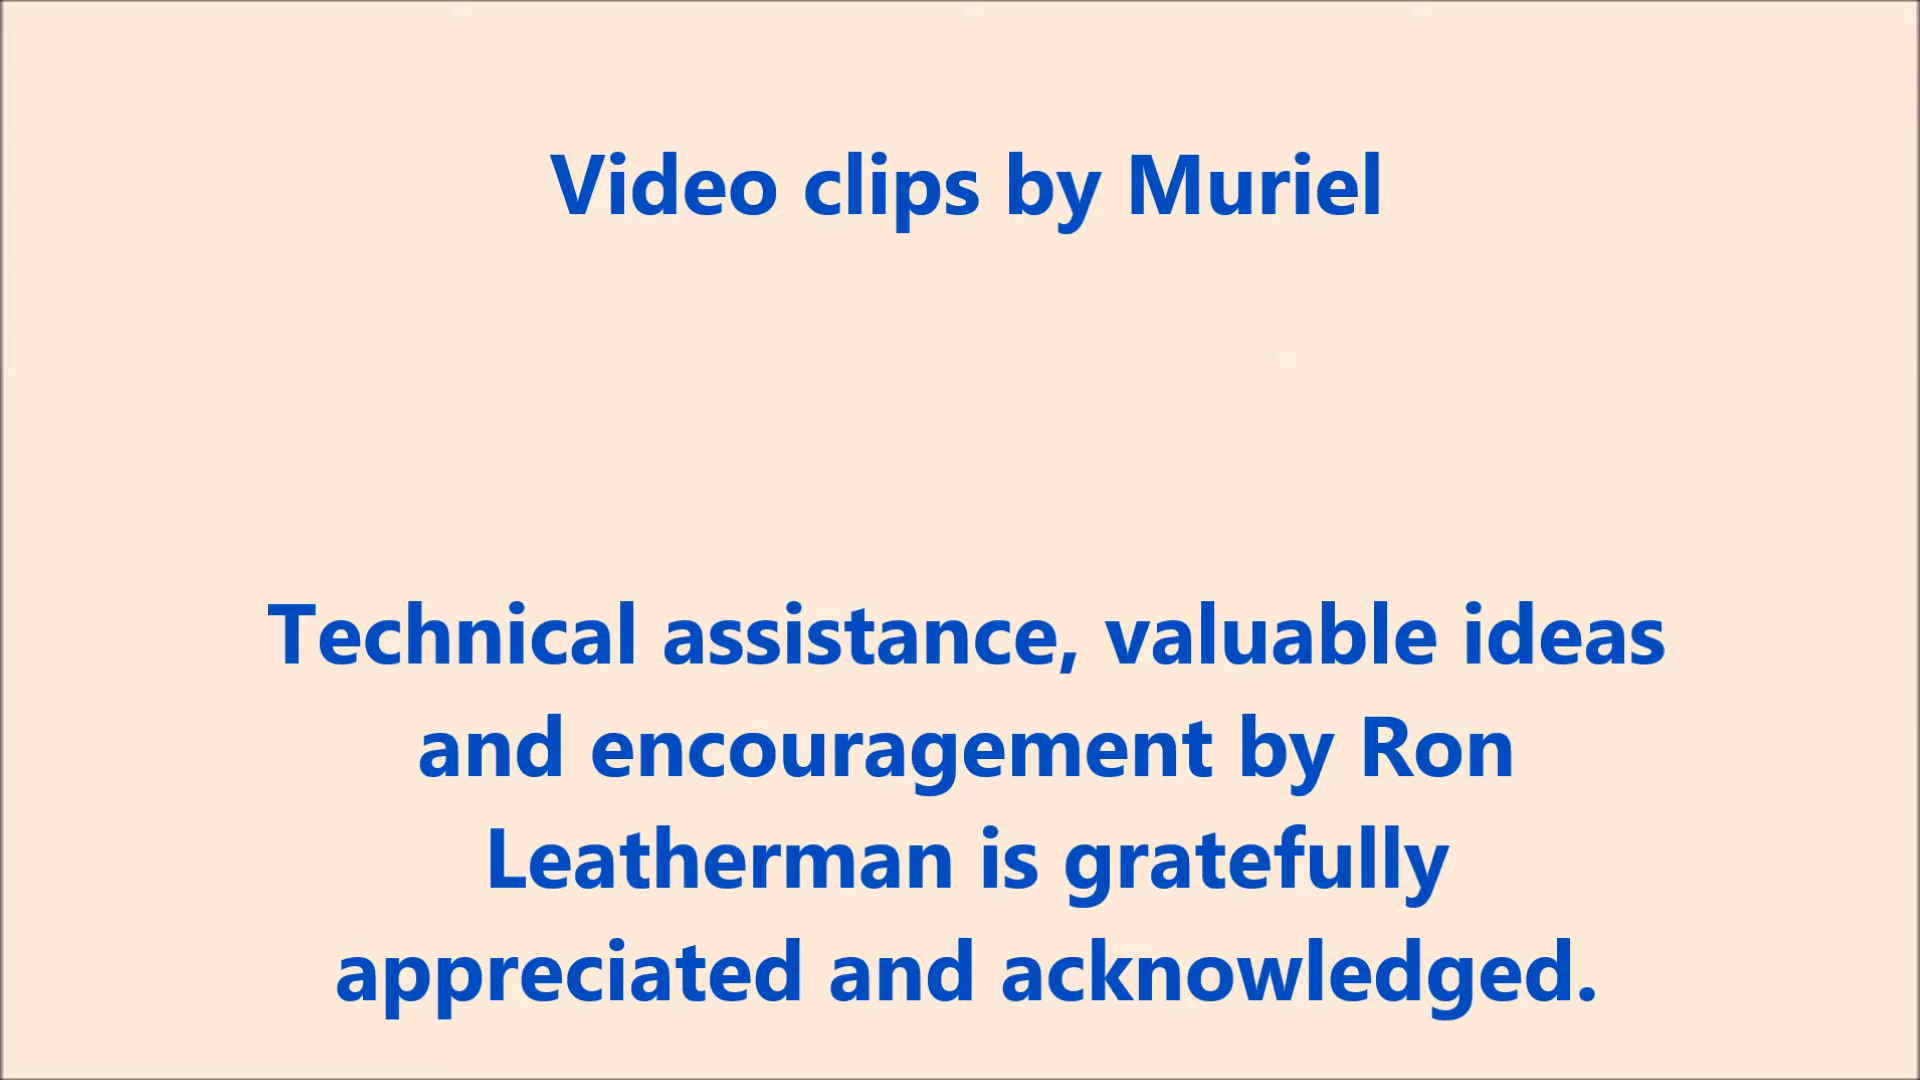 Video clips by Muriel
Technical assistance, valuable ideas
and encouragement by Ron
Leatherman is gratefully
appreciated and acknowledged.